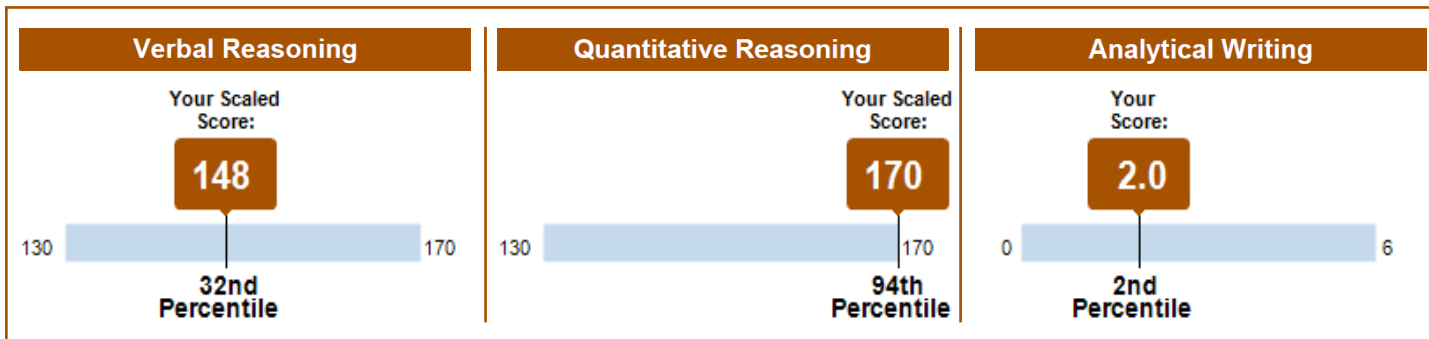 Verbal Reasoning
Your Scaled
Score:
148
130
170
32nd
Percentile
Quantitative Reasoning
Your Scaled
Score:
170
130
170
94th
Percentile
Analytical Writing
Your
Score:
2.0
0
6
2nd
Percentile